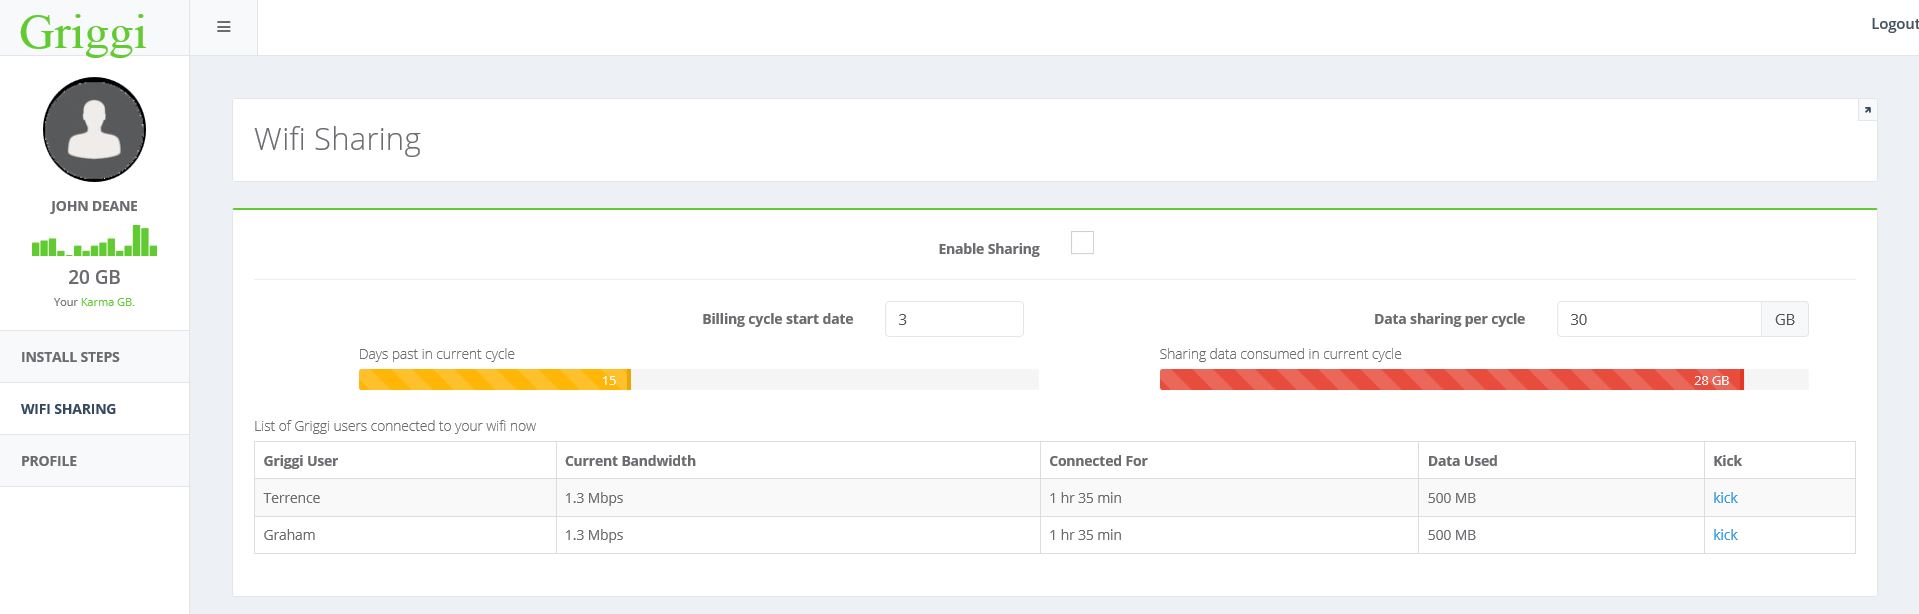 Griggi
Logout
JOHN DEANE
20 GB
Your Karma GB.
INSTALL STEPS
WIFI SHARING
PROFILE
Wifi Sharing
Enable Sharing
Billing cycle start date 3 Data sharing per cycle 30 GB
Days past in current cycle Sharing data consumed in current cycle
15 28 GB
List of Griggi users connected to your wifi now
Griggi User Current Bandwidth Connected For Data Used Kick
Terrence 1.3 Mbps 1 hr 35 min 500 MB kick
Graham 1.3 Mbps 1 hr 35 min 500 MB kick